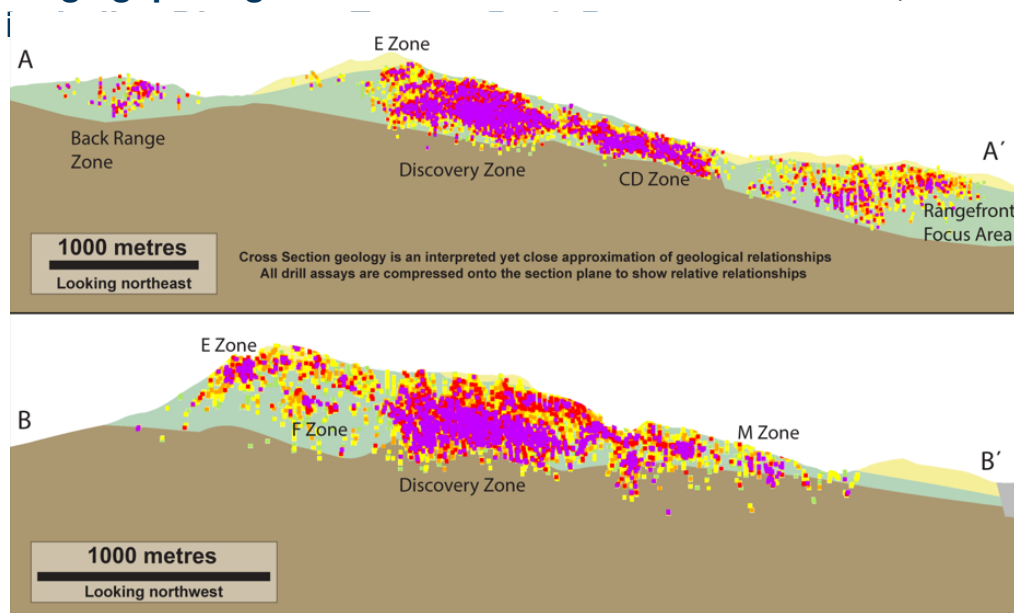 A
E Zone
Back Range
Zone
Discovery Zone
CD Zone
A´
Rangefront
Focus Area
1000 metres
Looking northeast
Cross Section geology is an interpreted yet close approximation of geological relationships
All drill assays are compressed onto the section plane to show relative relationships
E Zone
B
F Zone
M Zone
B´
Discovery Zone
1000 metres
Looking northwest